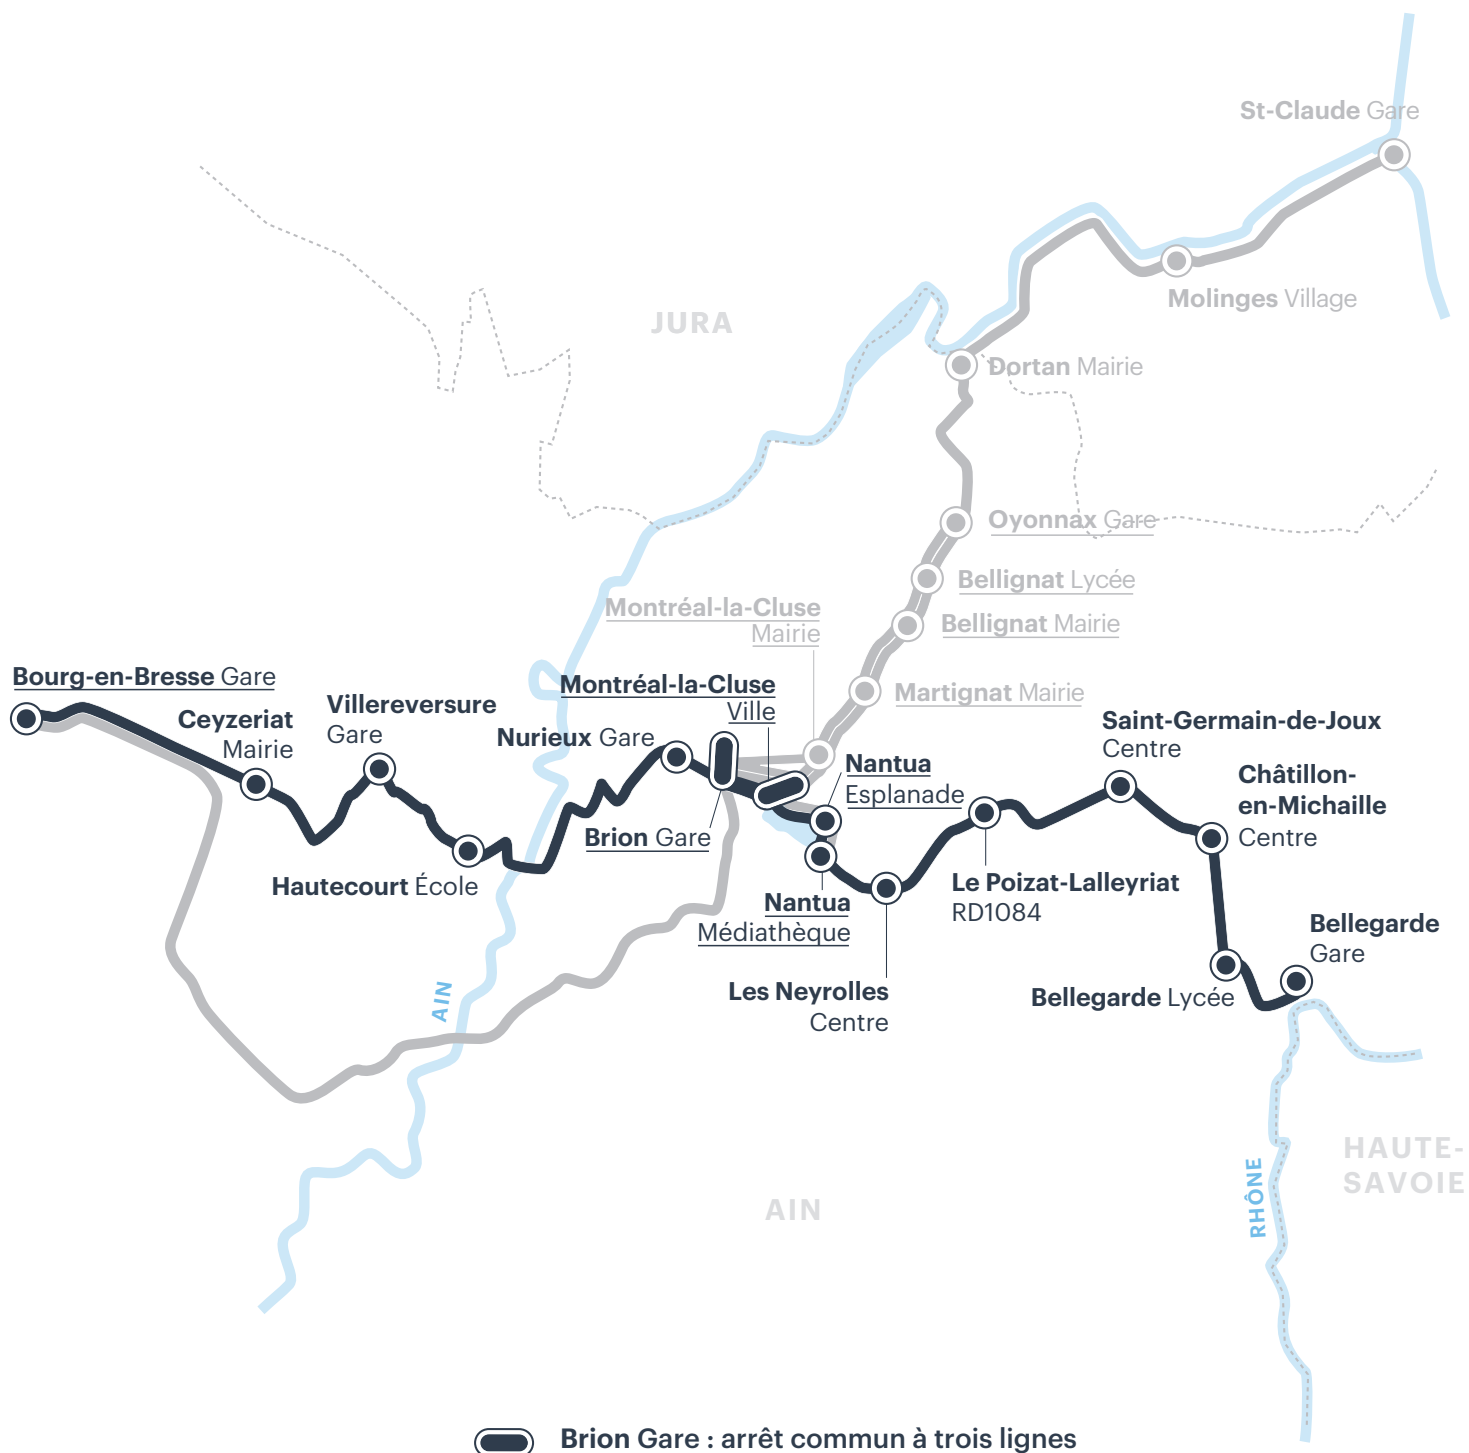 St-Claude Gare
Molinges Village
JURA
Dortan Mairie
Oyonnax Gare
Bellignat Lycée
Montréal-la-Cluse
Mairie
Bellignat Mairie
Bourg-en-Bresse Gare
Montréal-la-Cluse
Ville
Martignat Mairie
Villereversure
Gare
Ceyzeriat
Mairie
Nurieux Gare
Saint-Germain-de-Joux
Centre
Nantua
Esplanade
Châtillon-
en-Michaille
Centre
Brion Gare
Hautecourt École
Le Poizat-Lalleyriat
RD1084
Nantua
Médiathèque
Bellegarde
Gare
Les Neyrolles
Centre
Bellegarde Lycée
AIN
HAUTE-
SAVOIE
RHÔNE
AIN
Brion Gare : arrêt commun à trois lignes